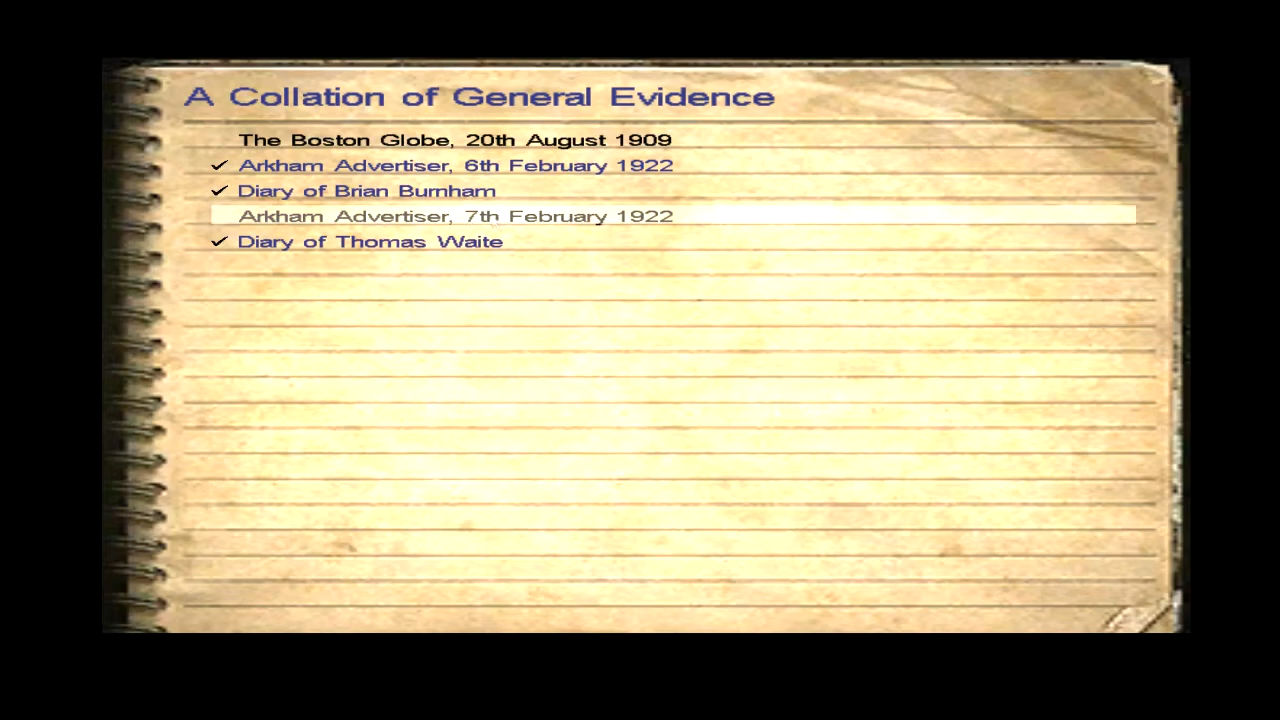 A Collation of General Evidence
The Boston Globe, 20th August 1909
✓ Arkham Advertiser, 6th February 1922
✓ Diary of Brian Burnham
Arkham Advertiser, 7th February 1922
✓ Diary of Thomas Waite